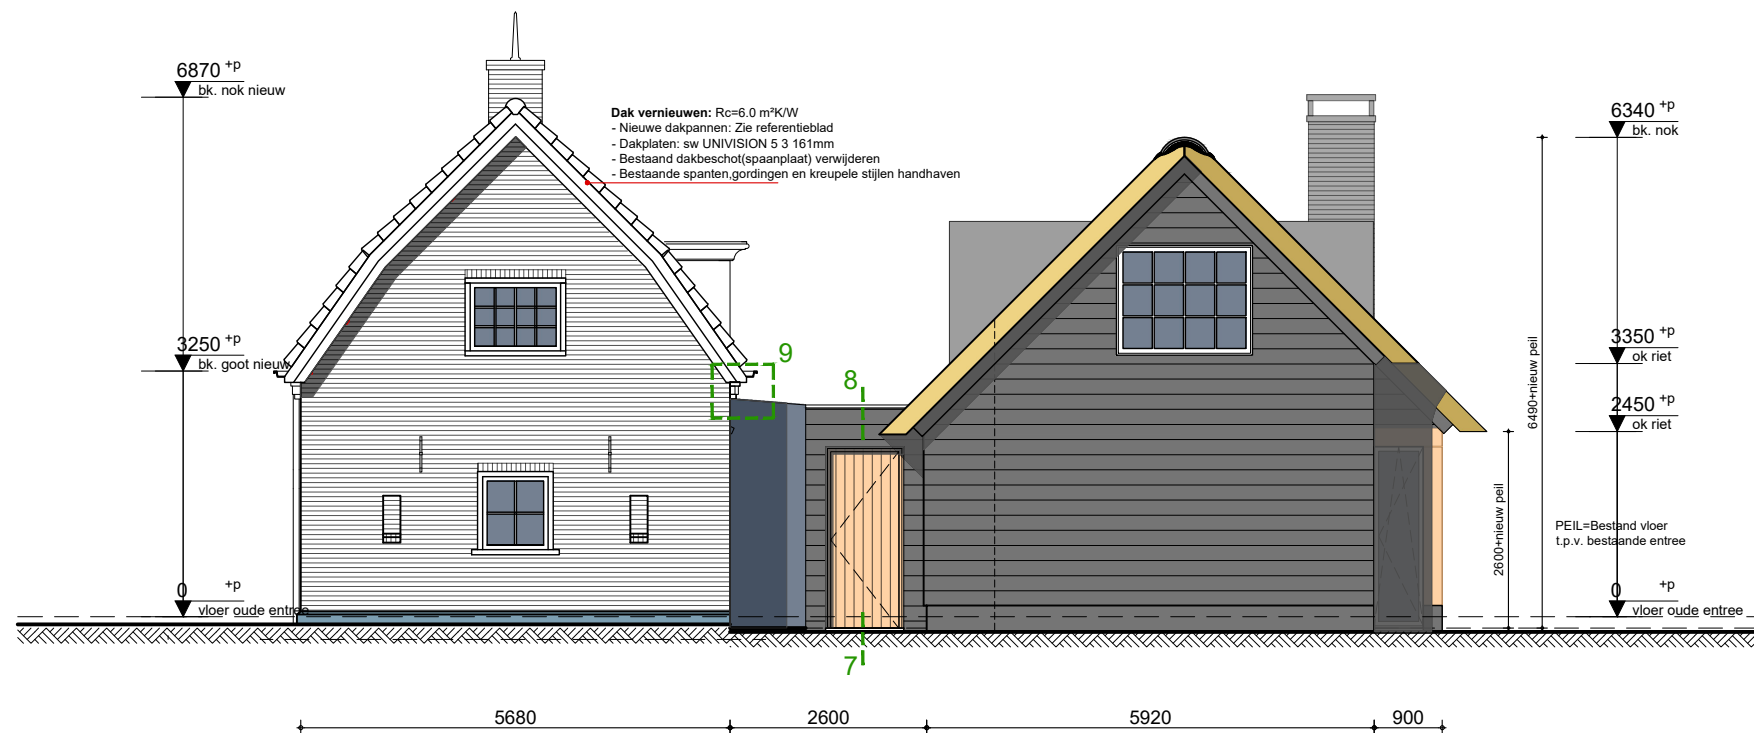 6870 +p
bk. nok nieuw
Dak vernieuwen: Rc=6.0 m²K/W
- Nieuwe dakpannen: Zie referentieblad
- Dakplaten: sw UNIVISION 5 3 161mm
- Bestaand dakbeschot(spaanplaat) verwijderen
- Bestaande spanten,gordingen en kreupele stijlen handhaven
6340 +p
bk. nok
3250 +p
bk. goot nieuw
9
8
6490+nieuw peil
3350 +p
ok riet
2450 +p
ok riet
2600+nieuw peil
PEIL=Bestand vloer
t.p.v. bestaande entree
0 +p
vloer oude entree
0 +p
vloer oude entree
7
5680
2600
5920
900